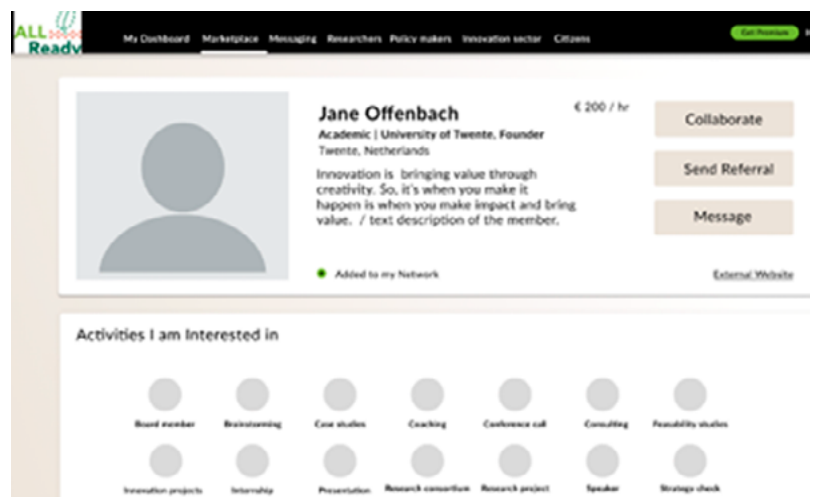 ALL
Ready
My Dashboard Marketplace Messaging Researchers Policy makers Innovation sector Citizens Get Premium
Jane Offenbach
€ 200 / hr
Academic | University of Twente, Founder
Twente, Netherlands
Innovation is bringing value through
creativity. So, it's when you make it
happen is when you make impact and bring
value. / text description of the member.
Added to my Network
Collaborate
Send Referral
Message
External Website
Activities I am Interested in
Board member Brainstorming Case studies Coaching Conference call Consulting Feasability studies
Innovation projects Internship Presentation Research consortium Research project Speaker Strategy check